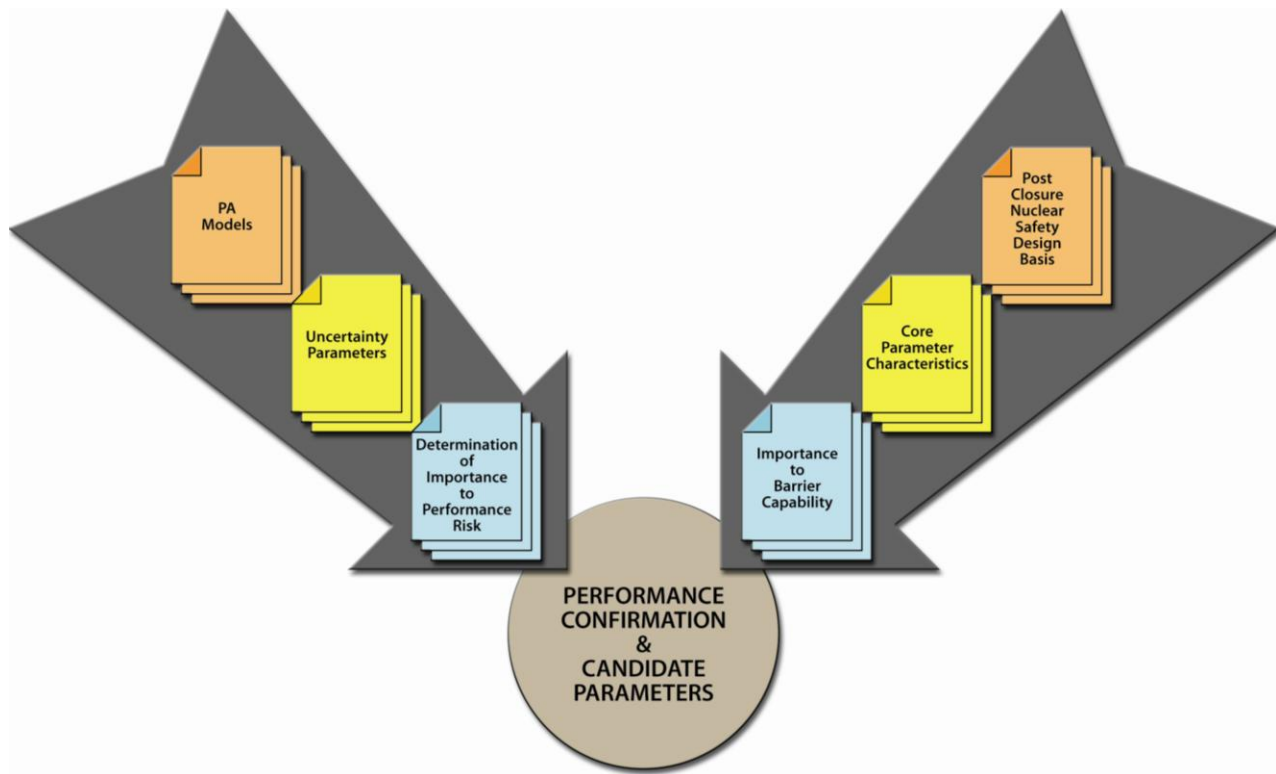 PA
Models
Uncertainty
Parameters
Determination
of
Importance
to
Performance
Risk
Post
Closure
Nuclear
Safety
Design
Basis
Core
Parameter
Characteristics
Importance
to
Barrier
Capability
PERFORMANCE
CONFIRMATION
&
CANDIDATE
PARAMETERS